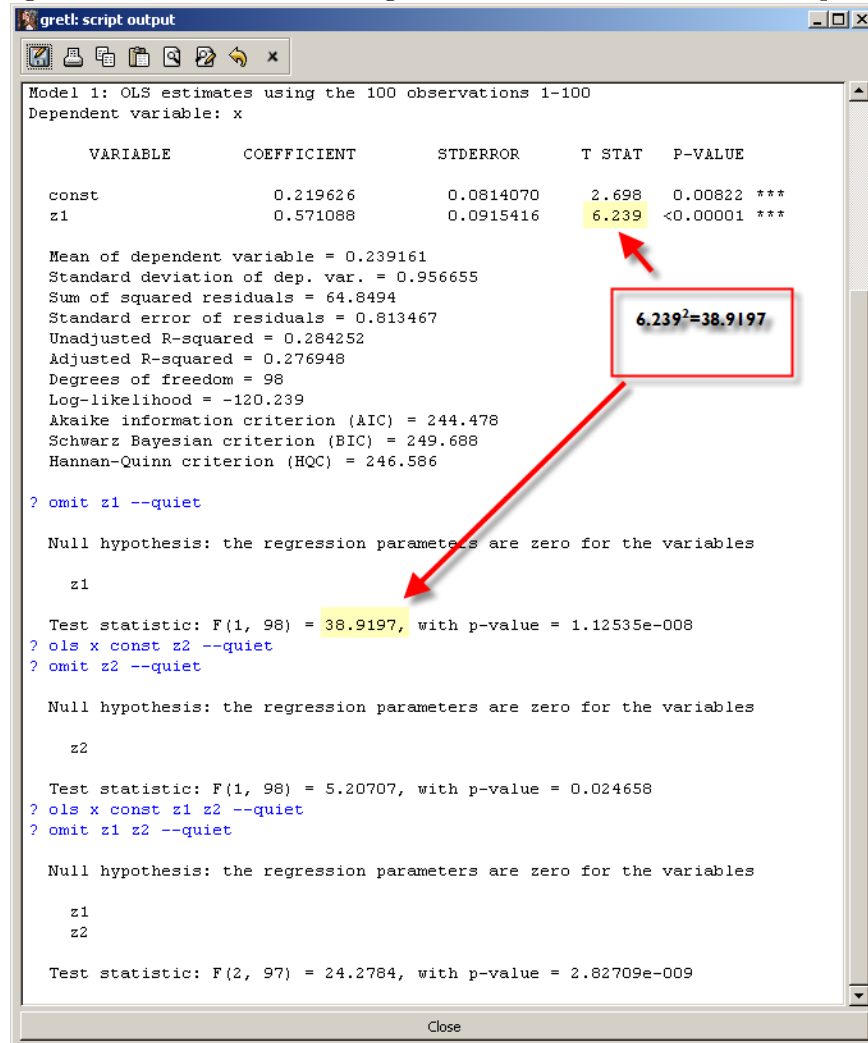 gretl: script output
Model 1: OLS estimates using the 100 observations 1-100
Dependent variable: x
VARIABLE COEFFICIENT STDERROR T STAT P-VALUE
const 0.219626 0.0814070 2.698 0.00822 ***
z1 0.571088 0.0915416 6.239 <0.00001 ***
Mean of dependent variable = 0.239161
Standard deviation of dep. var. = 0.956655
Sum of squared residuals = 64.8494
Standard error of residuals = 0.813467
6.239²=38.9197
Unadjusted R-squared = 0.284252
Adjusted R-squared = 0.276948
Degrees of freedom = 98
Log-likelihood = -120.239
Akaike information criterion (AIC) = 244.478
Schwarz Bayesian criterion (BIC) = 249.688
Hannan-Quinn criterion (HQC) = 246.586
? omit z1 --quiet
Null hypothesis: the regression parameters are zero for the variables
z1
Test statistic: F(1, 98) = 38.9197, with p-value = 1.12535e-008
? ols x const z2 --quiet
? omit z2 --quiet
Null hypothesis: the regression parameters are zero for the variables
z2
Test statistic: F(1, 98) = 5.20707, with p-value = 0.024658
? ols x const z1 z2 --quiet
? omit z1 z2 --quiet
Null hypothesis: the regression parameters are zero for the variables
z1
z2
Test statistic: F(2, 97) = 24.2784, with p-value = 2.82709e-009
Close